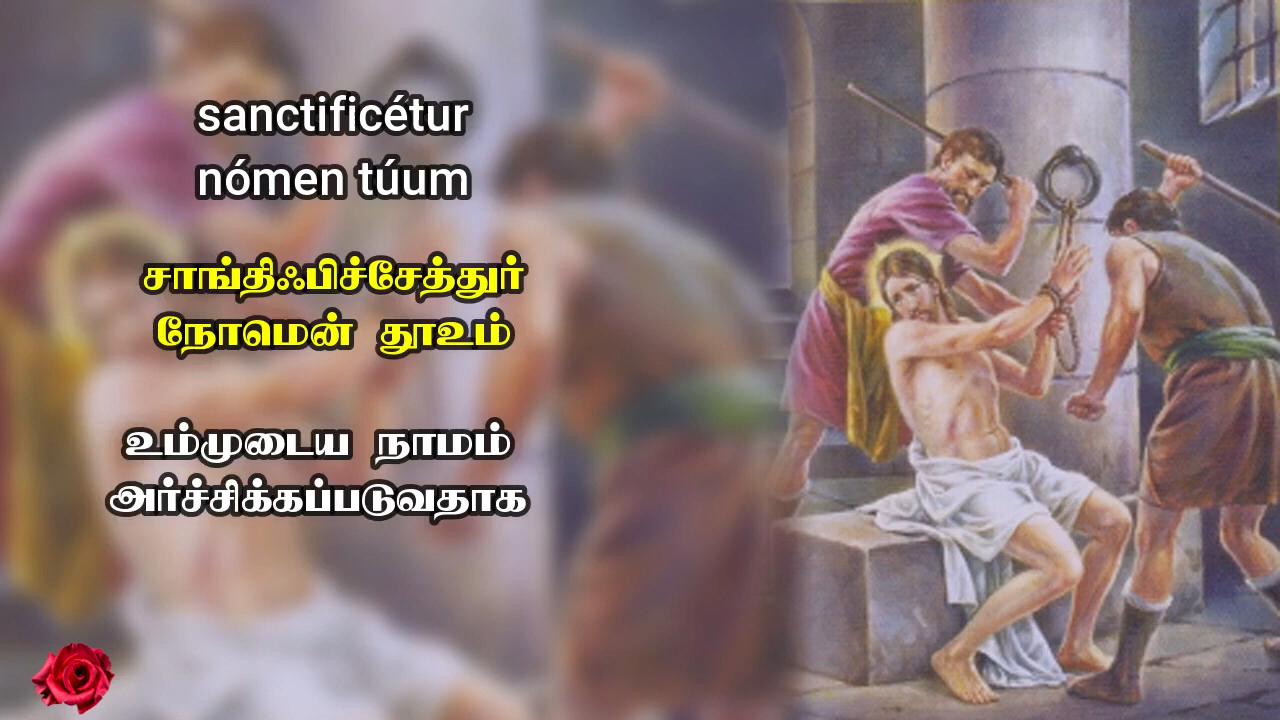 sanctificétur
nómen túum
சாங்திஃபிச்சேத்துர்
நோமென் தூஉம்
உம்முடைய நாமம்
அர்ச்சிக்கப்படுவதாக